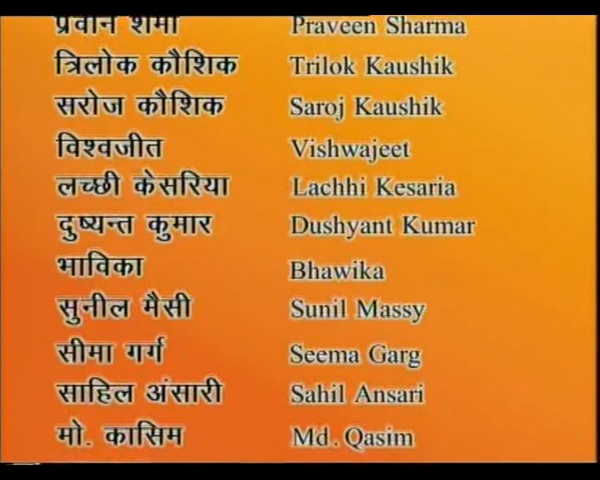 प्रवीन शर्मा Praveen Sharma
त्रिलोक कौशिक Trilok Kaushik
सरोज कौशिक Saroj Kaushik
विश्वजीत Vishwajeet
लच्छी केसरिया Lachhi Kesaria
दुष्यन्त कुमार Dushyant Kumar
भाविका Bhawika
सुनील मैसी Sunil Massy
सीमा गर्ग Seema Garg
साहिल अंसारी Sahil Ansari
मो. कासिम Md. Qasim